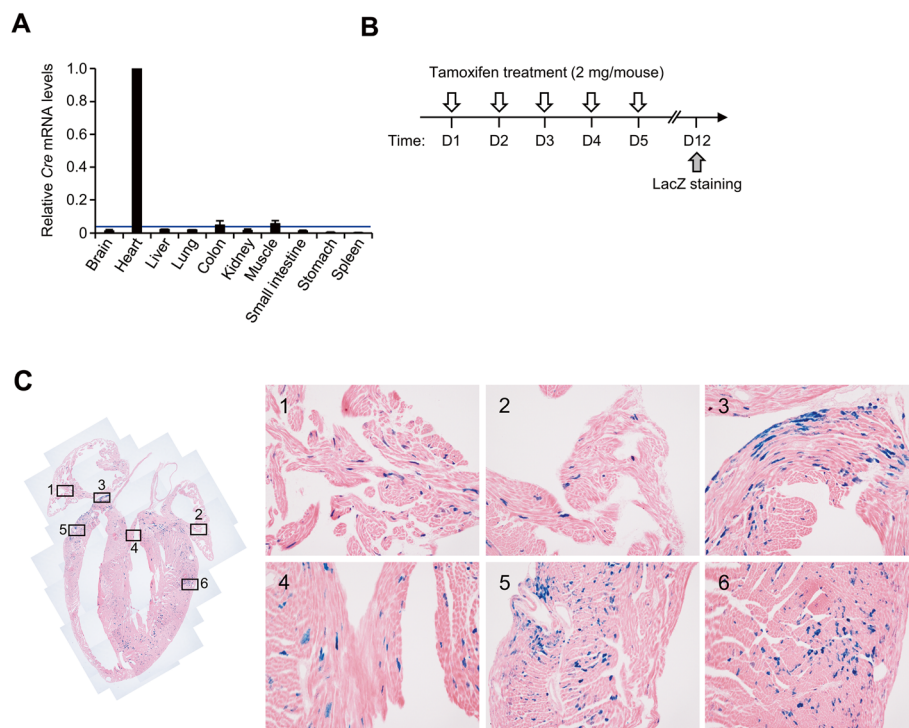 A
Relative Cre mRNA levels
1.0
0.8
0.6
0.4
0.2
0
Brain
Heart
Liver
Lung
Colon
Kidney
Muscle
Small intestine
Stomach
Spleen
B
Tamoxifen treatment (2 mg/mouse)
Time: D1 D2 D3 D4 D5 D12
LacZ staining
C
1
2
3
4
5
6
1
2
3
4
5
6